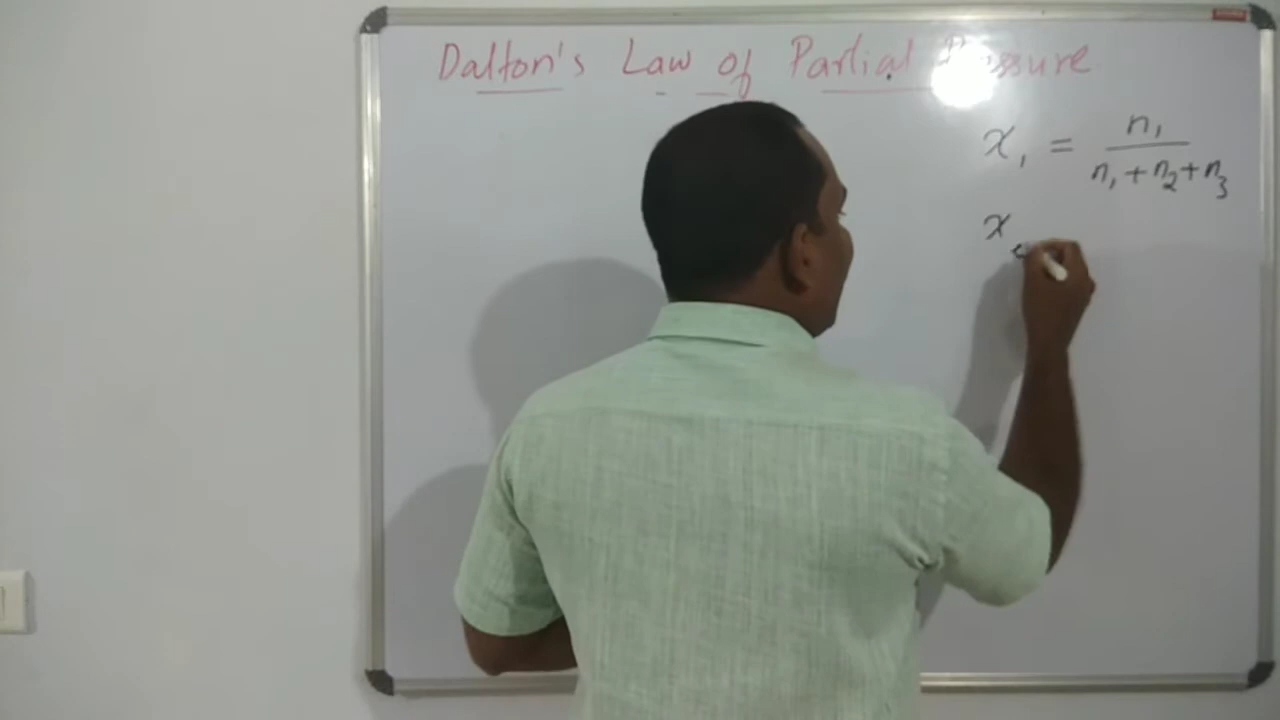 Dalton's Law of Partial Pressure
x₁ = n₁ / n₁ + n₂ + n₃
x